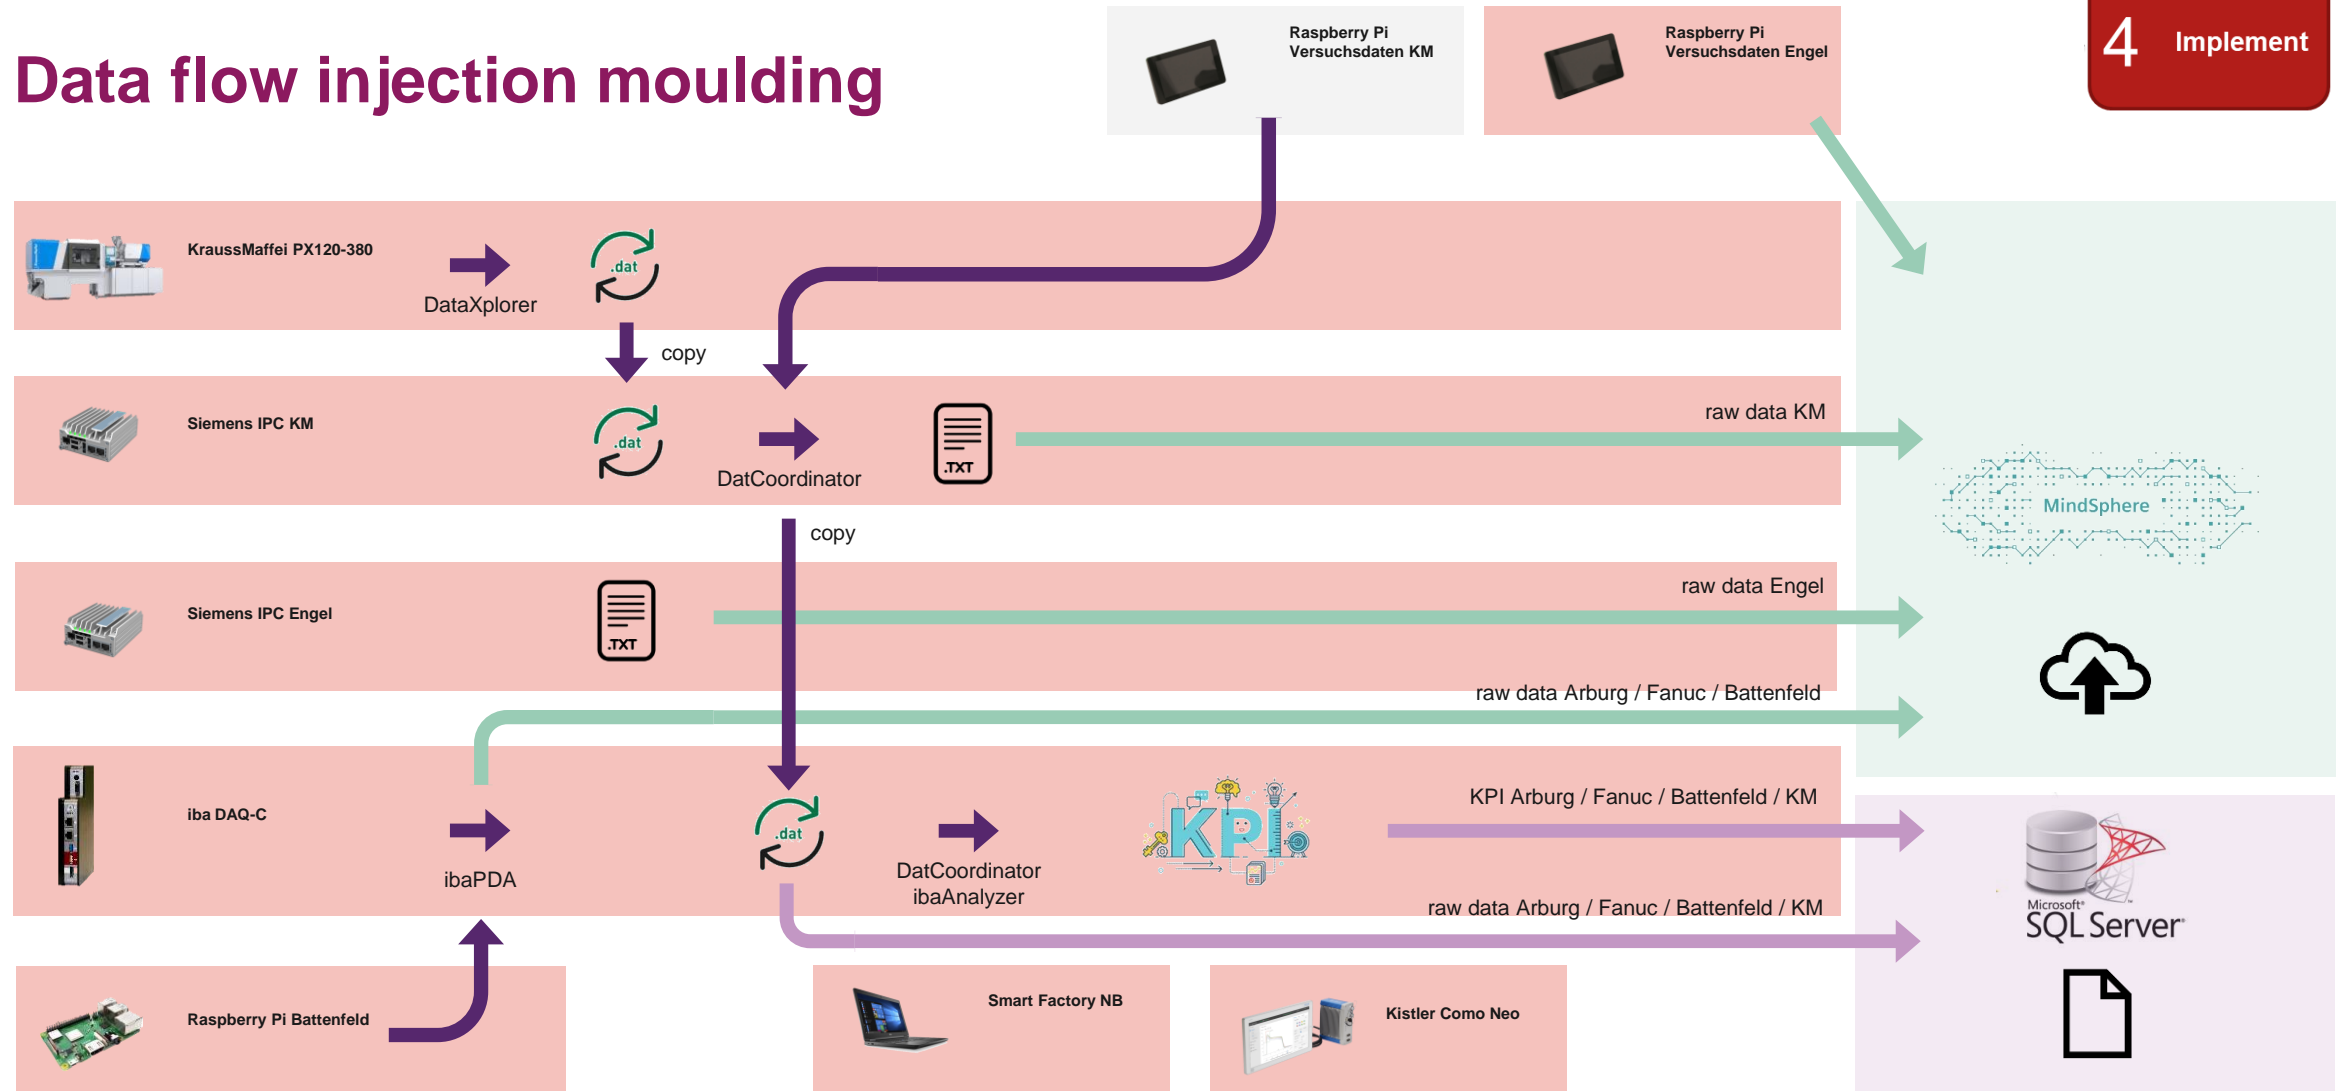 Data flow injection moulding
Raspberry Pi
Versuchsdaten KM
Raspberry Pi
Versuchsdaten Engel
4 Implement
KraussMaffei PX120-380
DataXplorer
.dat
copy
Siemens IPC KM
.dat
DatCoordinator
.TXT
raw data KM
MindSphere
copy
Siemens IPC Engel
.TXT
raw data Engel
raw data Arburg / Fanuc / Battenfeld
iba DAQ-C
ibaPDA
.dat
DatCoordinator
ibaAnalyzer
KPI
KPI Arburg / Fanuc / Battenfeld / KM
raw data Arburg / Fanuc / Battenfeld / KM
Microsoft®
SQL Server
Raspberry Pi Battenfeld
Smart Factory NB
Kistler Como Neo